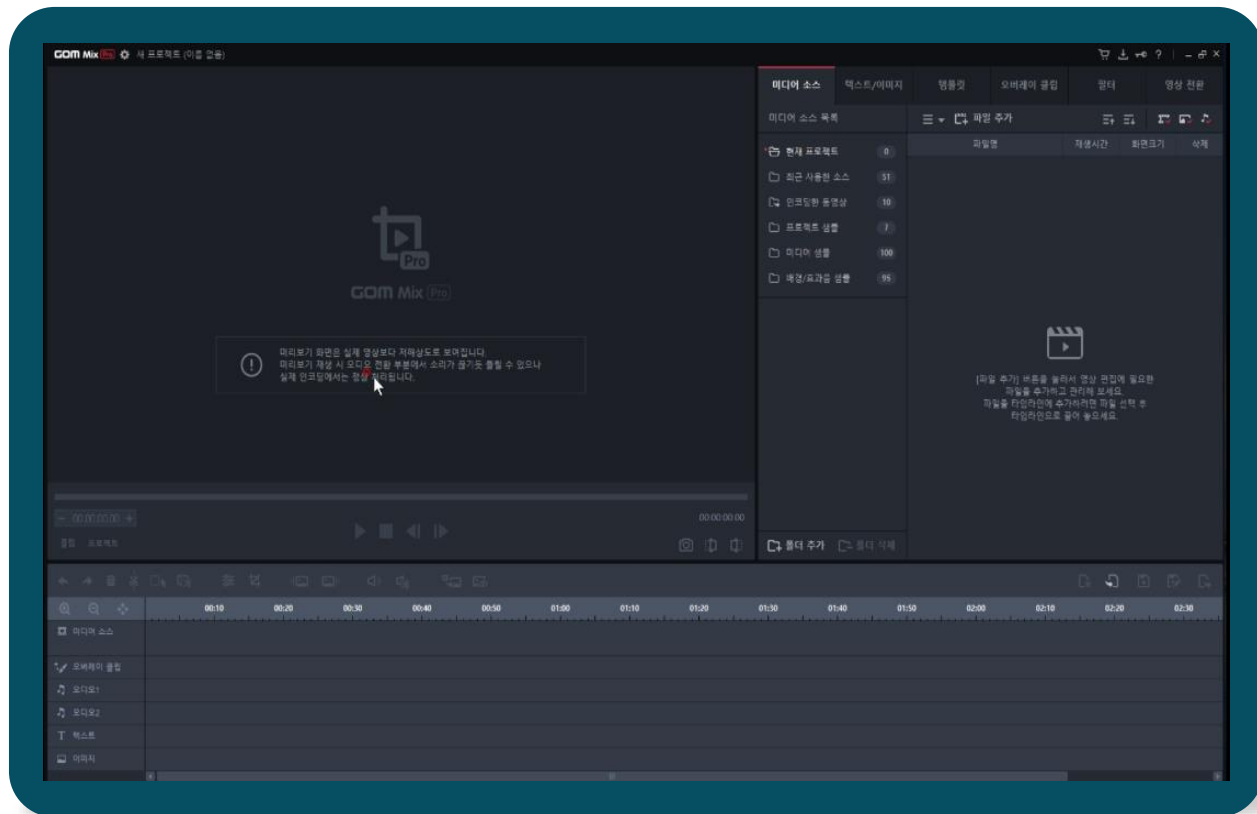 GOM Mix Pro 새 프로젝트 (이름 없음)
미디어 소스 텍스트/이미지 템플릿 오버레이 클립 필터 영상 전환
미디어 소스 목록 파일 추가
파일명 재생시간 화면크기 삭제
현재 프로젝트 0
최근 사용한 소스 51
인코딩한 동영상 10
프로젝트 샘플 7
미디어 샘플 100
배경/효과음 샘플 95
Pro
GOM Mix Pro
미리보기 화면은 실제 영상보다 저해상도로 보여집니다.
미리보기 재생 시 오디오 전환 부분에서 소리가 끊기듯 들릴 수 있으나
실제 인코딩에서는 정상 처리됩니다.
[파일 추가] 버튼을 눌러서 영상 편집에 필요한
파일을 추가하고 관리해 보세요.
파일을 타임라인에 추가하려면 파일 선택 후
타임라인으로 끌어 놓으세요.
00:00:00.00
00:00:00.00
클립 프로젝트
폴더 추가 폴더 삭제
00:10 00:20 00:30 00:40 00:50 01:00 01:10 01:20 01:30 01:40 01:50 02:00 02:10 02:20 02:30
미디어 소스
오버레이 클립
오디오1
오디오2
T 텍스트
이미지